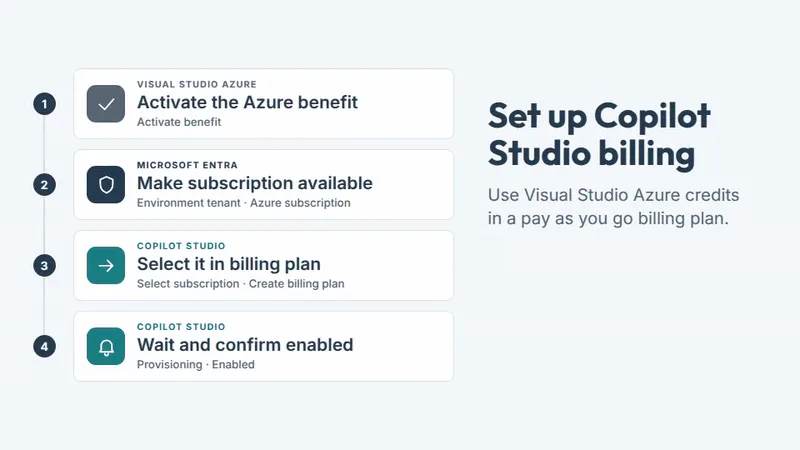 1
VISUAL STUDIO AZURE
Activate the Azure benefit
Activate benefit
2
MICROSOFT ENTRA
Make subscription available
Environment tenant · Azure subscription
3
COPILOT STUDIO
Select it in billing plan
Select subscription · Create billing plan
4
COPILOT STUDIO
Wait and confirm enabled
Provisioning · Enabled
Set up Copilot
Studio billing
Use Visual Studio Azure credits
in a pay as you go billing plan.